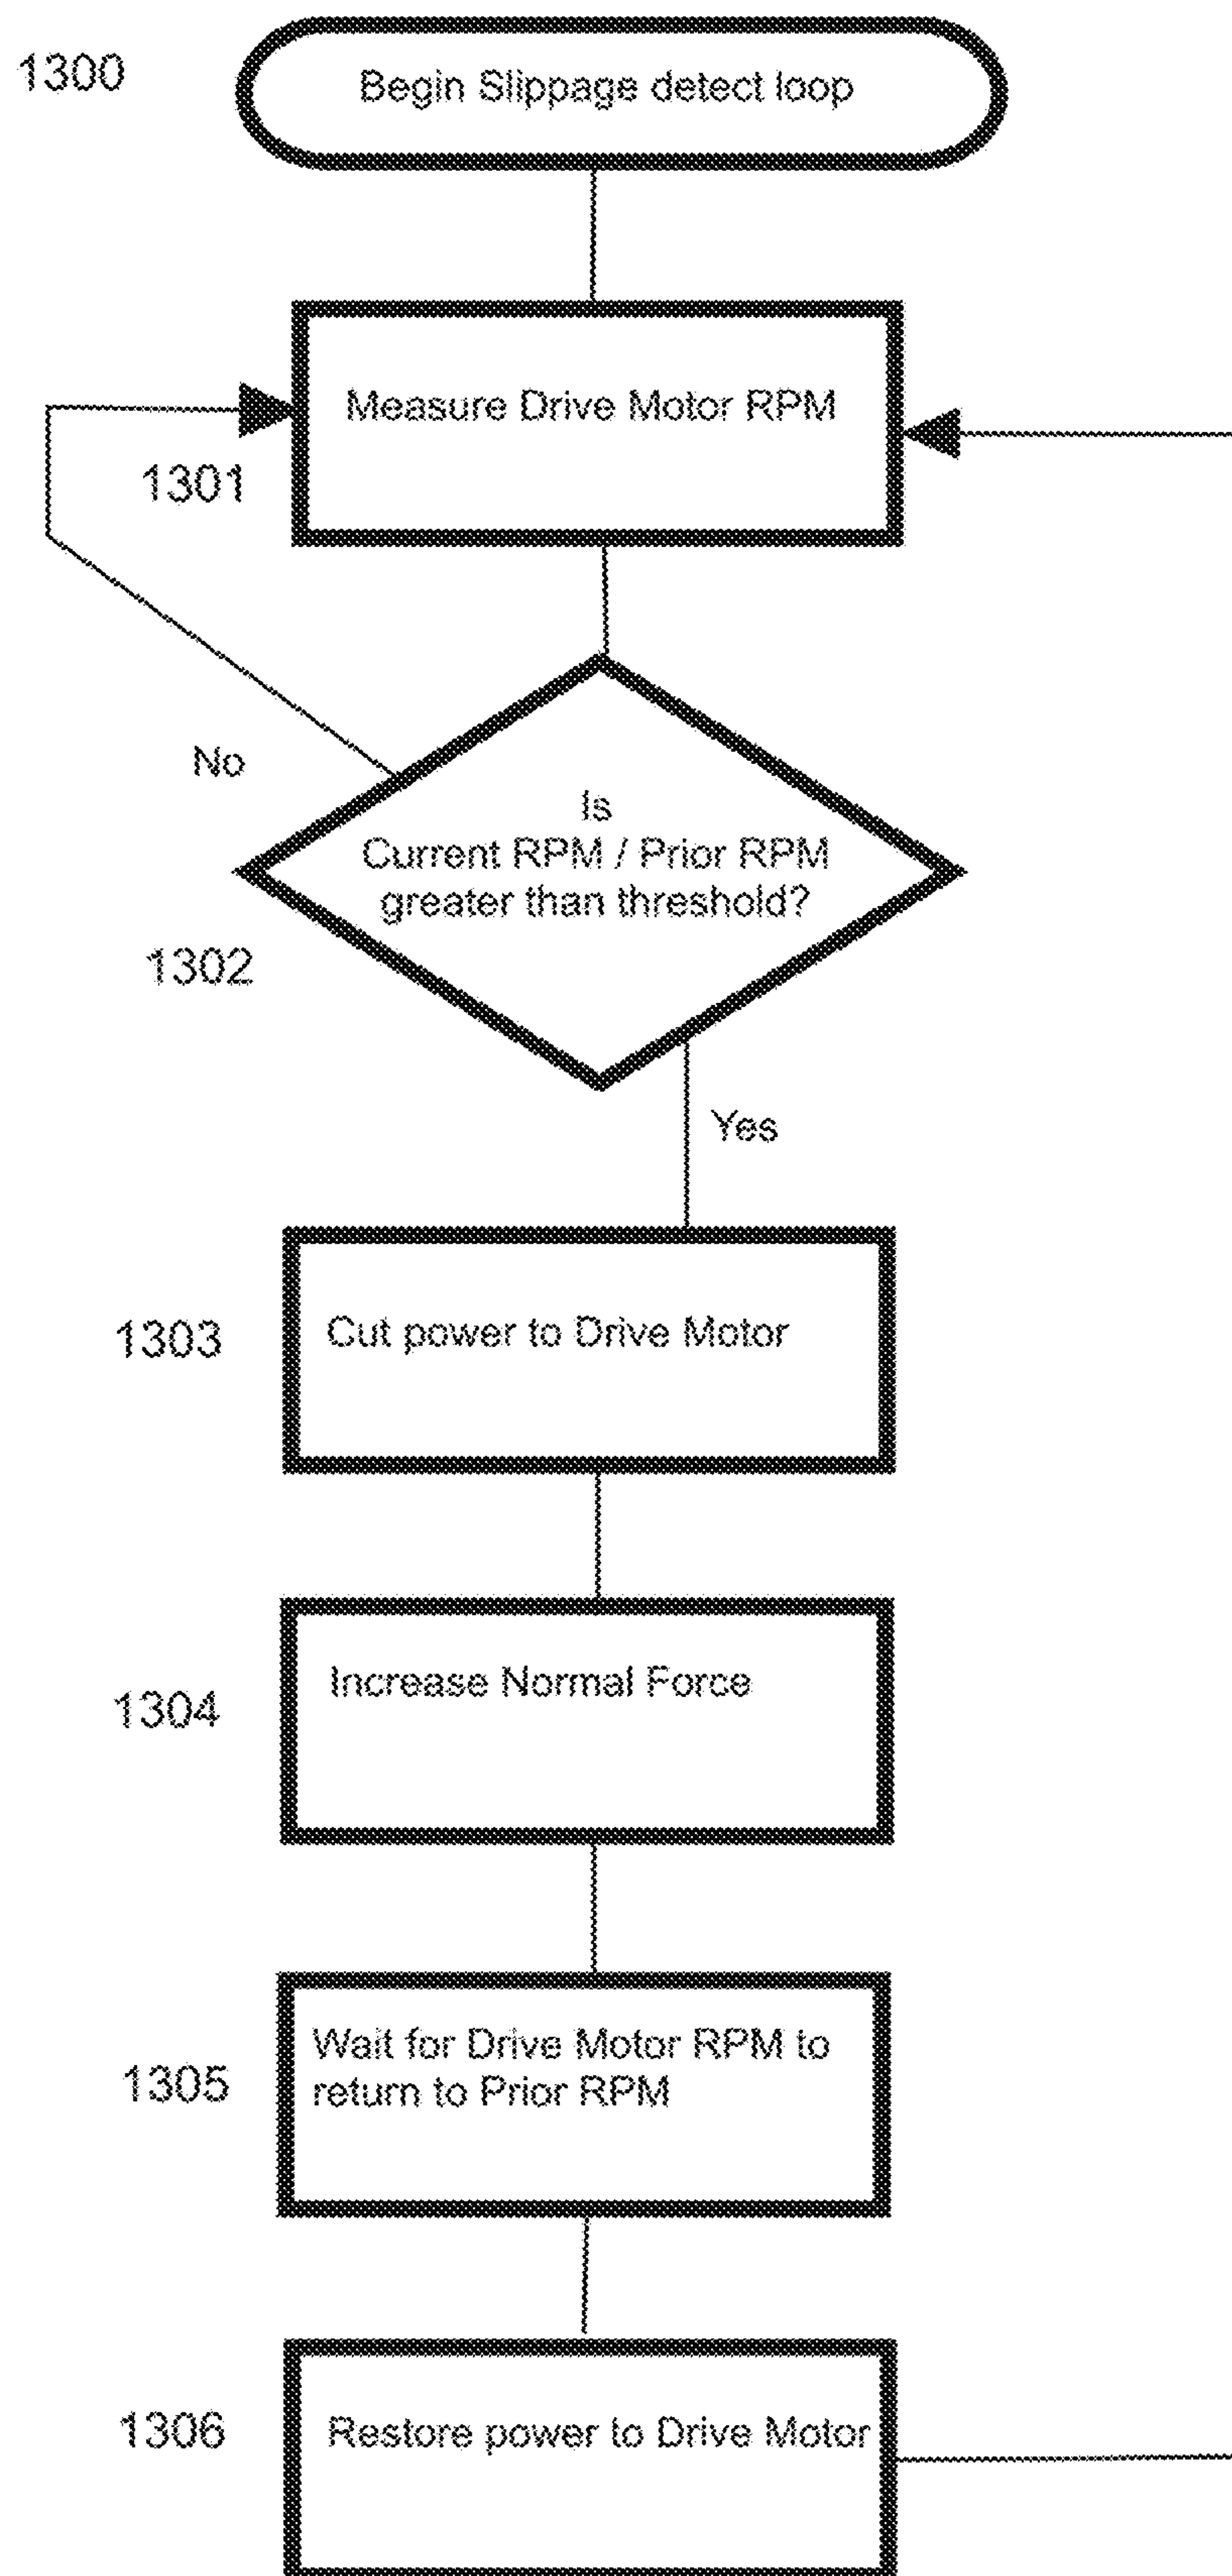 1300
Begin Slippage detect loop
Measure Drive Motor RPM
1301
No
Is
Current RPM / Prior RPM
greater than threshold?
1302
Yes
1303
Cut power to Drive Motor
Increase Normal Force
1304
Wait for Drive Motor RPM to
return to Prior RPM
1305
1306
Restore power to Drive Motor